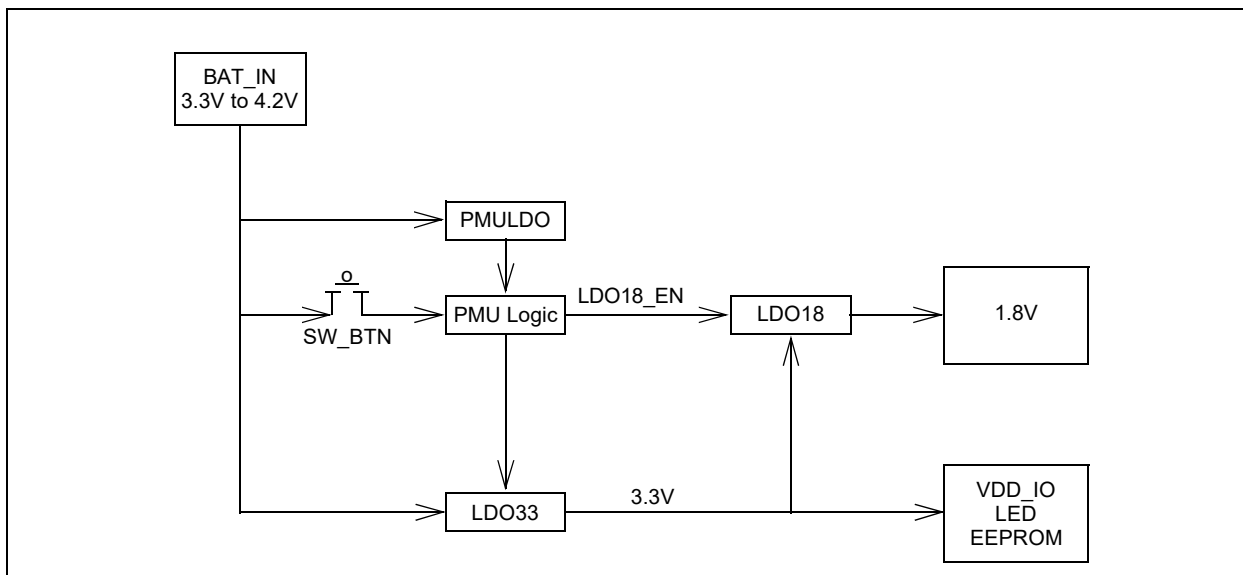 BAT_IN
3.3V to 4.2V
PMULDO
o
SW_BTN
PMU Logic
LDO18_EN
LDO18
1.8V
LDO33
3.3V
VDD_IO
LED
EEPROM